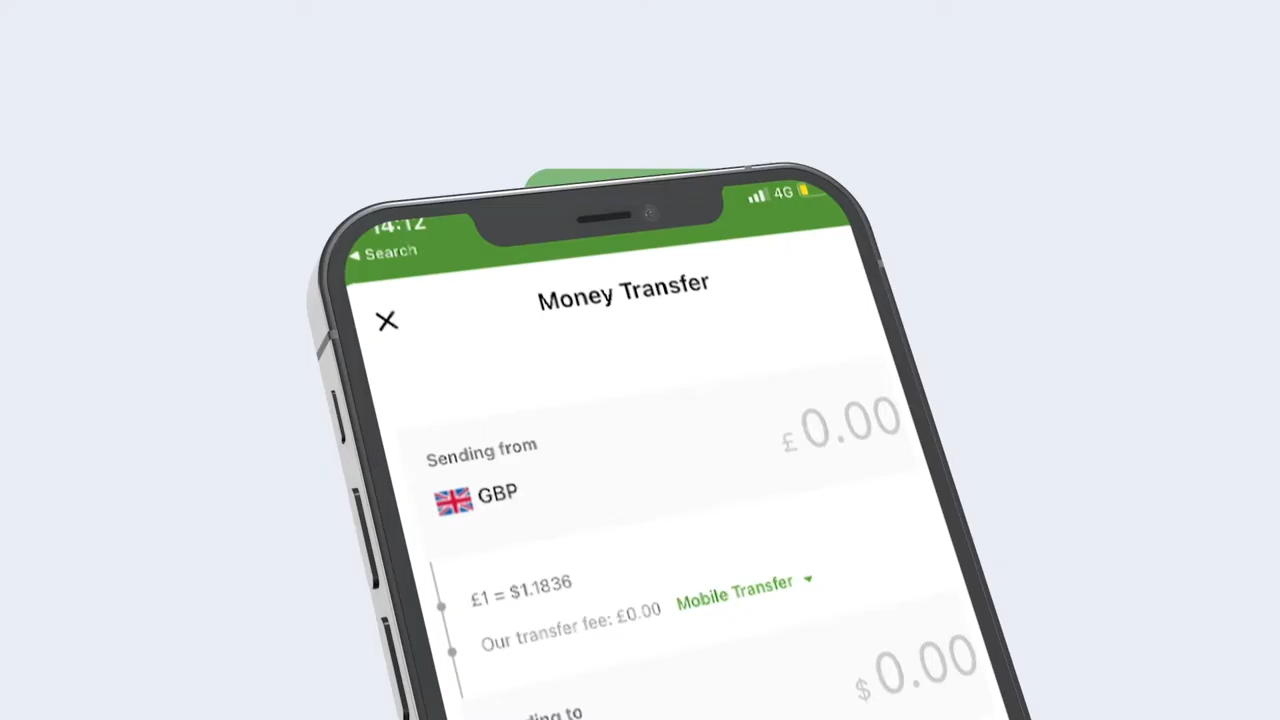 14:12
4G
Search
Money Transfer
Sending from
£ 0.00
GBP
£1 = $1.1836
Our transfer fee: £0.00 Mobile Transfer
$ 0.00
to